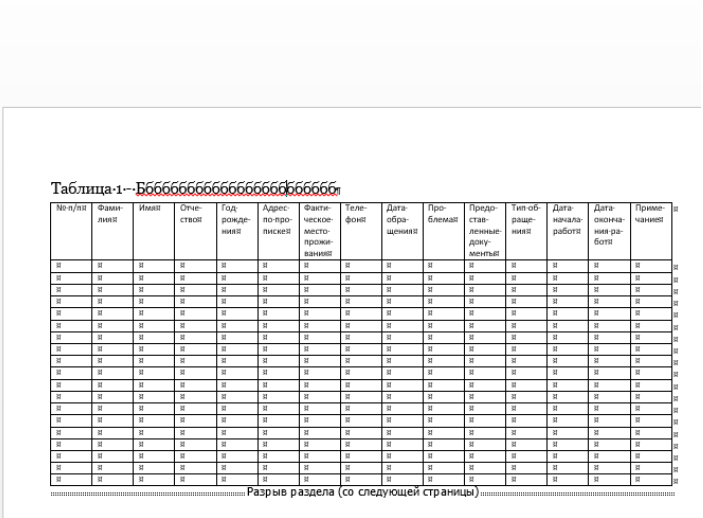 Таблица 1 - Бббббббббббббббббббббббб
№ п/п
Фами-
лия
Имя
Отче-
ство
Год
рожде-
ния
Адрес
по про-
писке
Факти-
ческое
место
прожи-
вания
Теле-
фон
Дата
обра-
щения
Про-
блема
Предо-
став-
ленные
доку-
менты
Тип об-
раще-
ния
Дата
начала
работ
Дата
оконча-
ния ра-
бот
Приме-
чание
Разрыв раздела (со следующей страницы)